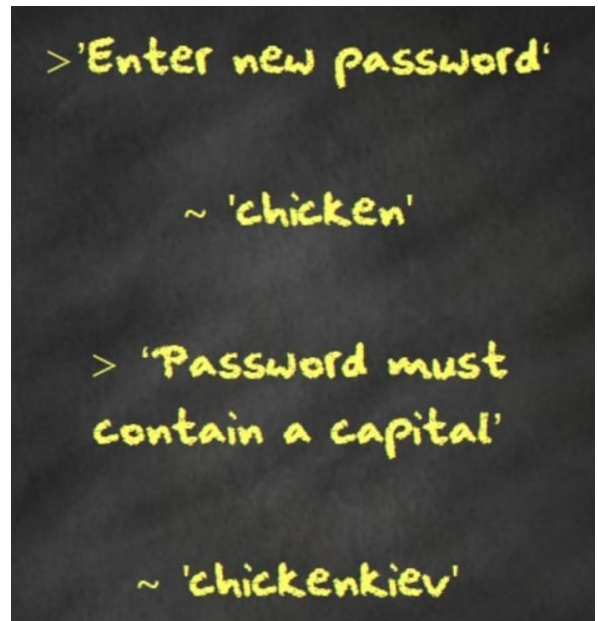 >'Enter new password‘
~ 'chicken'
> ‘Password must
contain a capital’
~ 'chickenkiev'